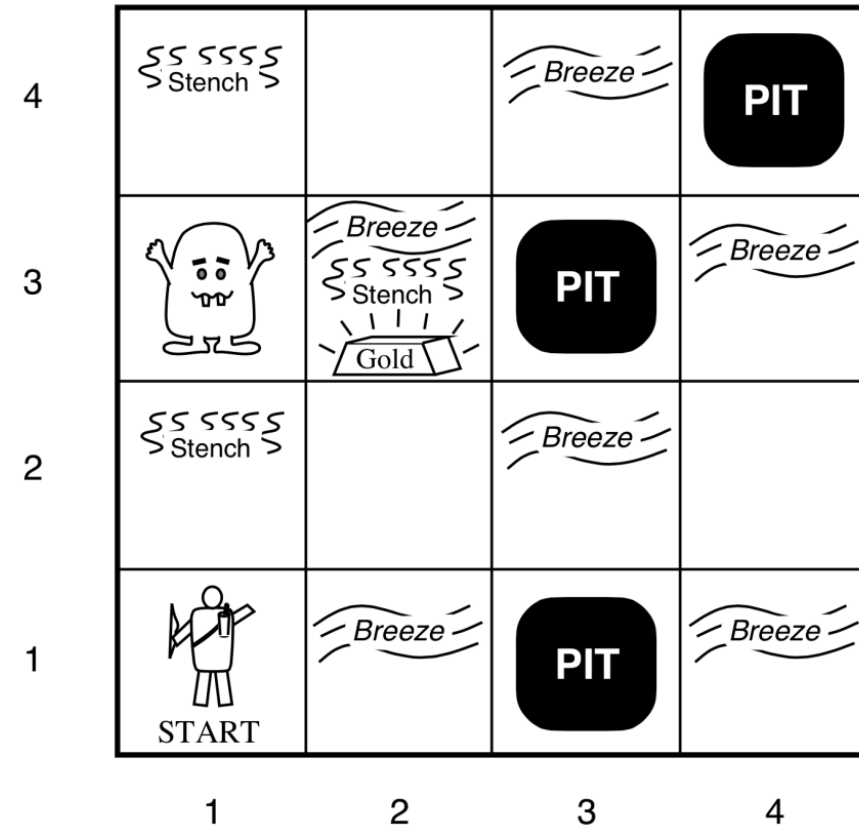 4
Stench
Breeze
PIT
3
Breeze
Stench
Gold
PIT
Breeze
2
Stench
Breeze
1
START
Breeze
PIT
Breeze
1 2 3 4